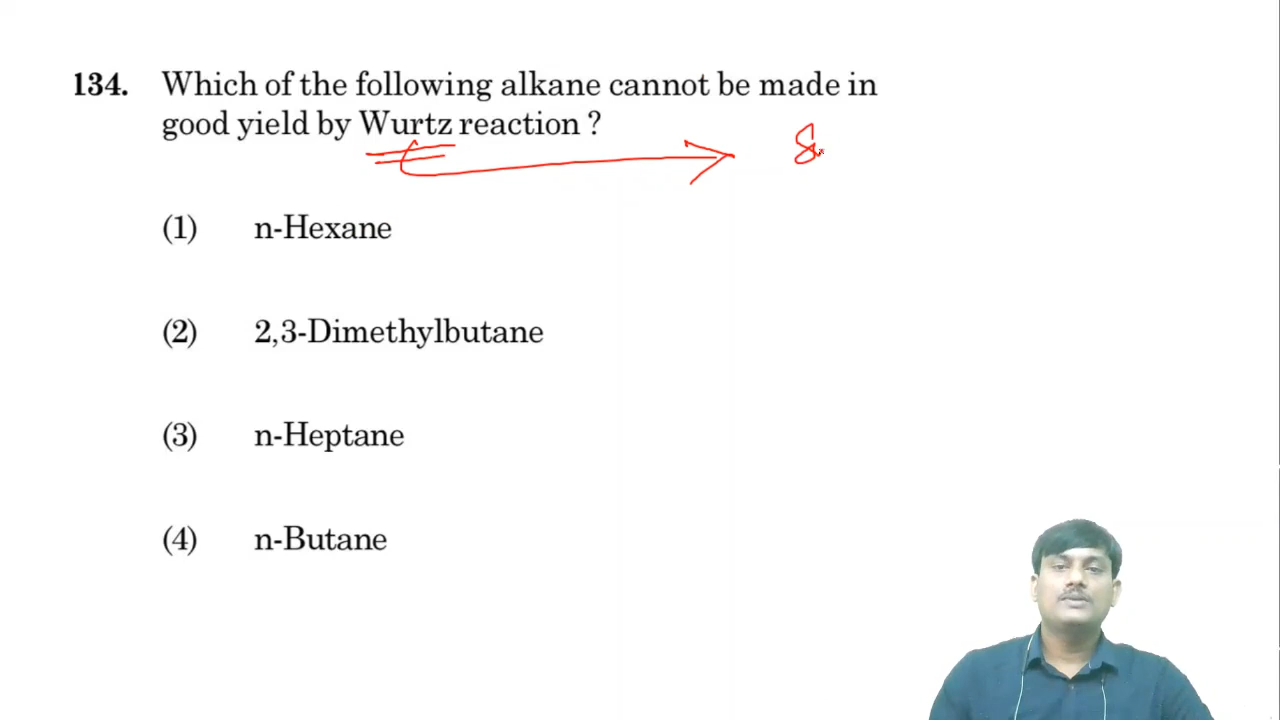 134. Which of the following alkane cannot be made in
good yield by Wurtz reaction ?
(1) n-Hexane
(2) 2,3-Dimethylbutane
(3) n-Heptane
(4) n-Butane